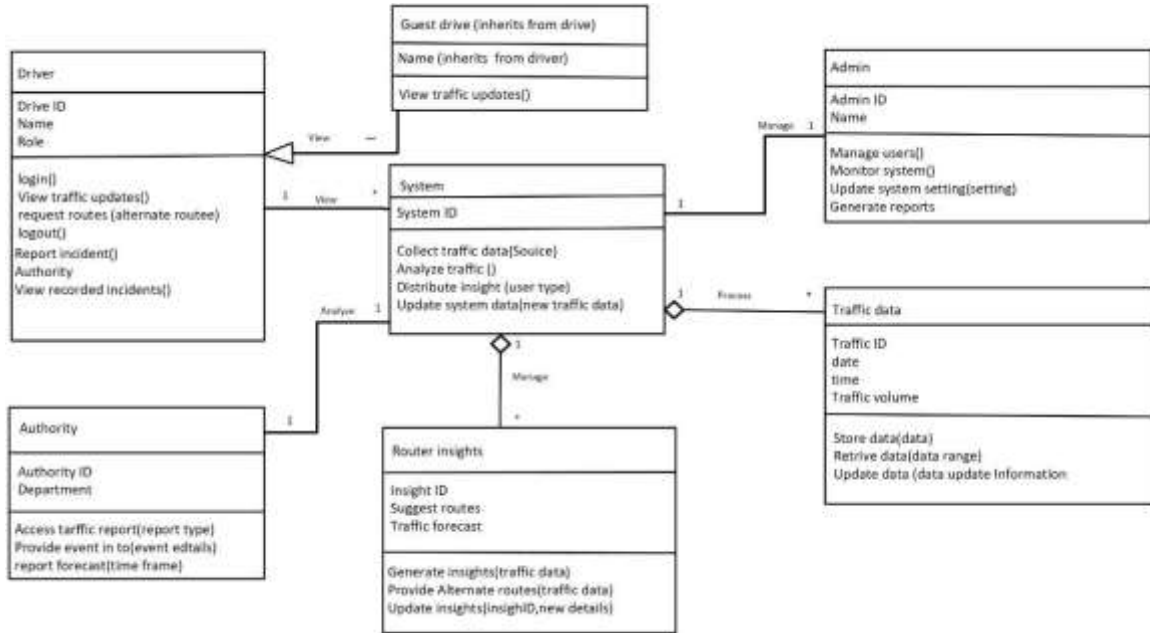 Guest drive (inherits from drive)
Name (inherits from driver)
View traffic updates()
Driver
Drive ID
Name
Role
login()
View traffic updates()
request routes (alternate routee)
logout()
Report incident()
Authority
View recorded incidents()
View
1
View
*
System
System ID
Collect traffic data(Souice)
Analyze traffic ()
Distribute insight (user type)
Update system data(new traffic data)
Manage
1
1
Admin
Admin ID
Name
Manage users()
Monitor system()
Update system setting(setting)
Generate reports
1
Process
*
Traffic data
Traffic ID
date
time
Traffic volume
Store data(data)
Retrive data(data range)
Update data (data update Information
Analyze
1
1
Authority
Authority ID
Department
Access tarffic report(report type)
Provide event in to(event edtails)
report forecast(time frame)
1
Manage
*
Router insights
Insight ID
Suggest routes
Traffic forecast
Generate insights(traffic data)
Provide Alternate routes(traffic data)
Update insights(insighID,new details)